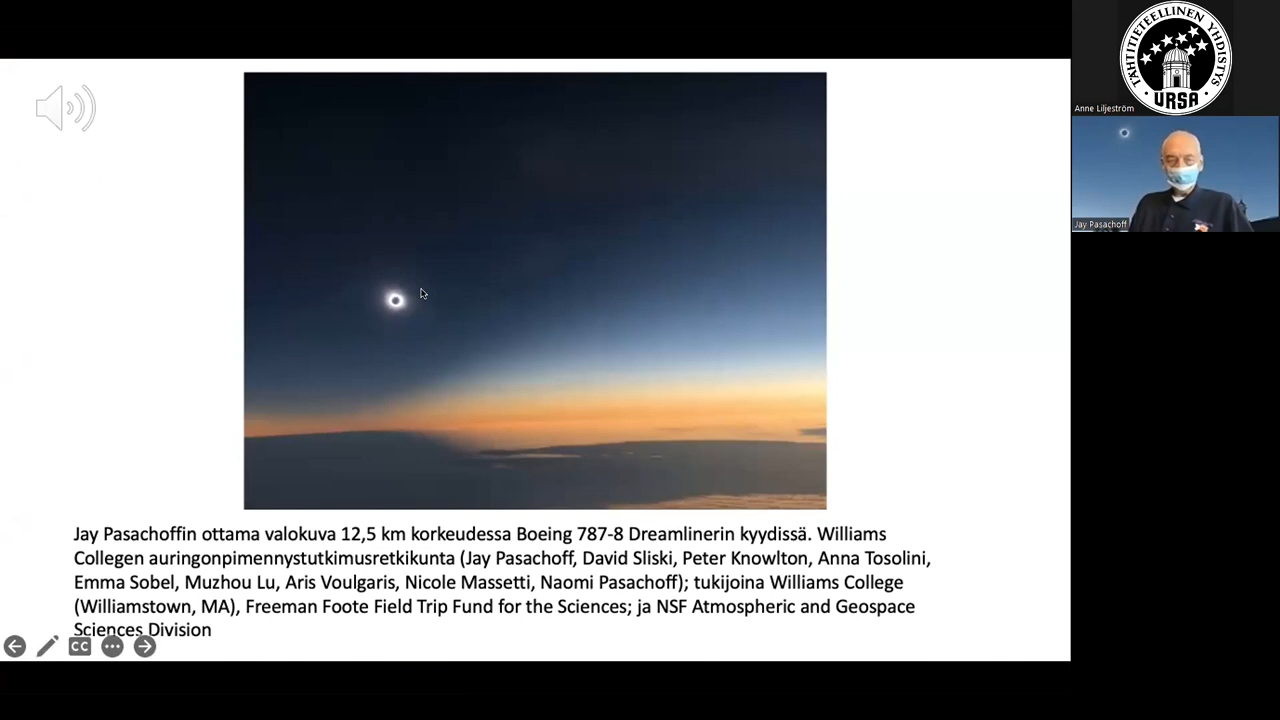 TÄHTITIETEELLINEN YHDISTYS
URSA
Anne Liljeström
Jay Pasachoff
Jay Pasachoffin ottama valokuva 12,5 km korkeudessa Boeing 787-8 Dreamlinerin kyydissä. Williams
Collegen auringonpimennystutkimusretkikunta (Jay Pasachoff, David Sliski, Peter Knowlton, Anna Tosolini,
Emma Sobel, Muzhou Lu, Aris Voulgaris, Nicole Massetti, Naomi Pasachoff); tukijoina Williams College
(Williamstown, MA), Freeman Foote Field Trip Fund for the Sciences; ja NSF Atmospheric and Geospace
Sciences Division
CC